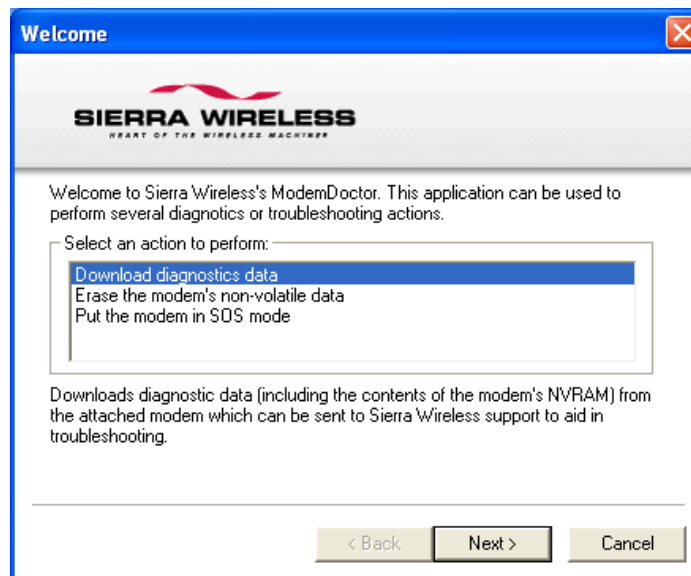 Welcome
SIERRA WIRELESS
HEART OF THE WIRELESS MACHINE®
Welcome to Sierra Wireless's ModemDoctor. This application can be used to
perform several diagnotics or troubleshooting actions.
Select an action to perform:
Download diagnostics data
Erase the modem's non-volatile data
Put the modem in SOS mode
Downloads diagnostic data (including the contents of the modem's NVRAM) from
the attached modem which can be sent to Sierra Wireless support to aid in
troubleshooting.
< Back
Next >
Cancel